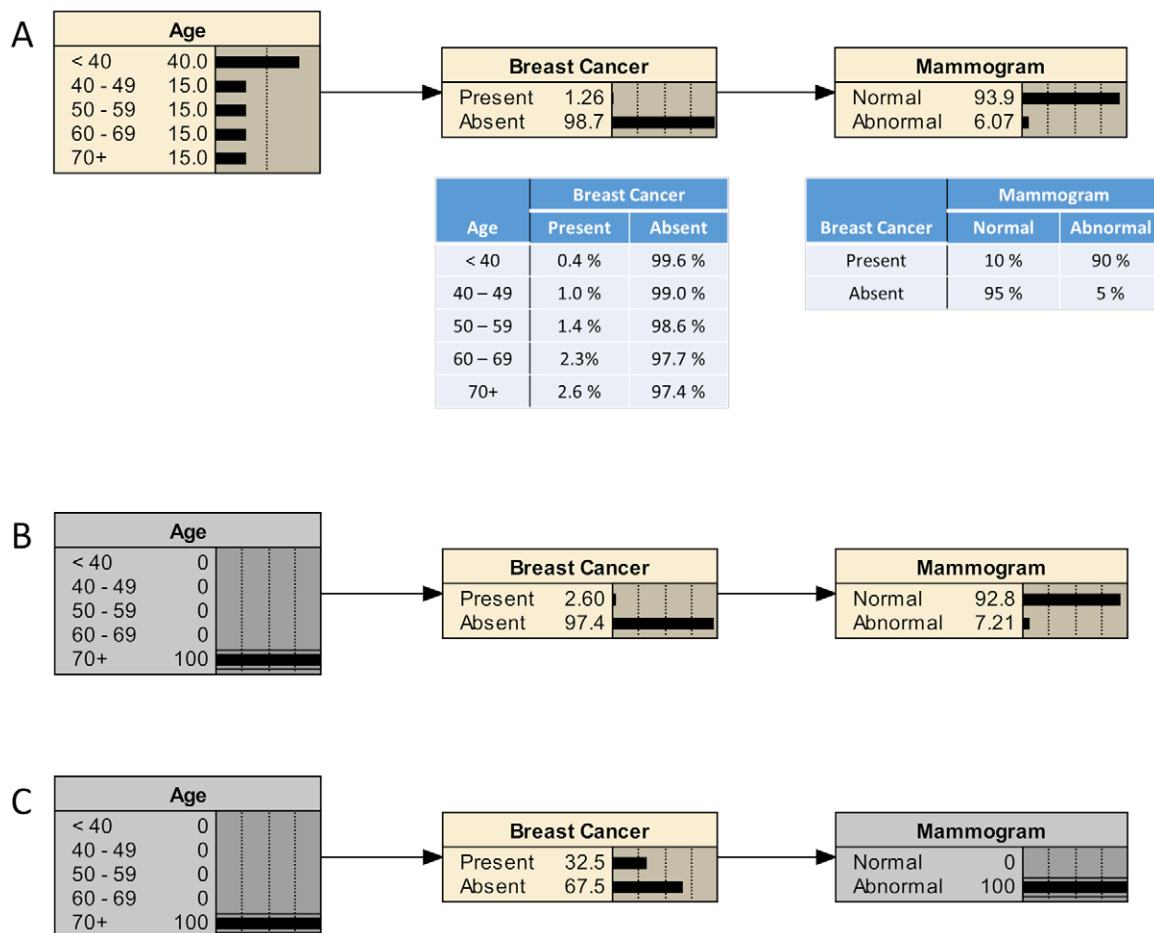 A
Age
< 40 40.0
40 - 49 15.0
50 - 59 15.0
60 - 69 15.0
70+ 15.0
Breast Cancer
Present 1.26
Absent 98.7
Mammogram
Normal 93.9
Abnormal 6.07
Breast Cancer
Age Present Absent
< 40 0.4 % 99.6 %
40 – 49 1.0 % 99.0 %
50 – 59 1.4 % 98.6 %
60 – 69 2.3% 97.7 %
70+ 2.6 % 97.4 %
Mammogram
Breast Cancer Normal Abnormal
Present 10 % 90 %
Absent 95 % 5 %
B
Age
< 40 0
40 - 49 0
50 - 59 0
60 - 69 0
70+ 100
Breast Cancer
Present 2.60
Absent 97.4
Mammogram
Normal 92.8
Abnormal 7.21
C
Age
< 40 0
40 - 49 0
50 - 59 0
60 - 69 0
70+ 100
Breast Cancer
Present 32.5
Absent 67.5
Mammogram
Normal 0
Abnormal 100